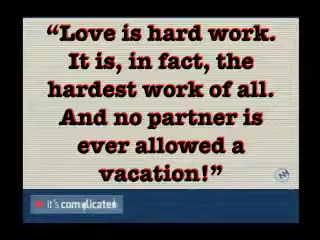 “Love is hard work.
It is, in fact, the
hardest work of all.
And no partner is
ever allowed a
vacation!”
it's complicated